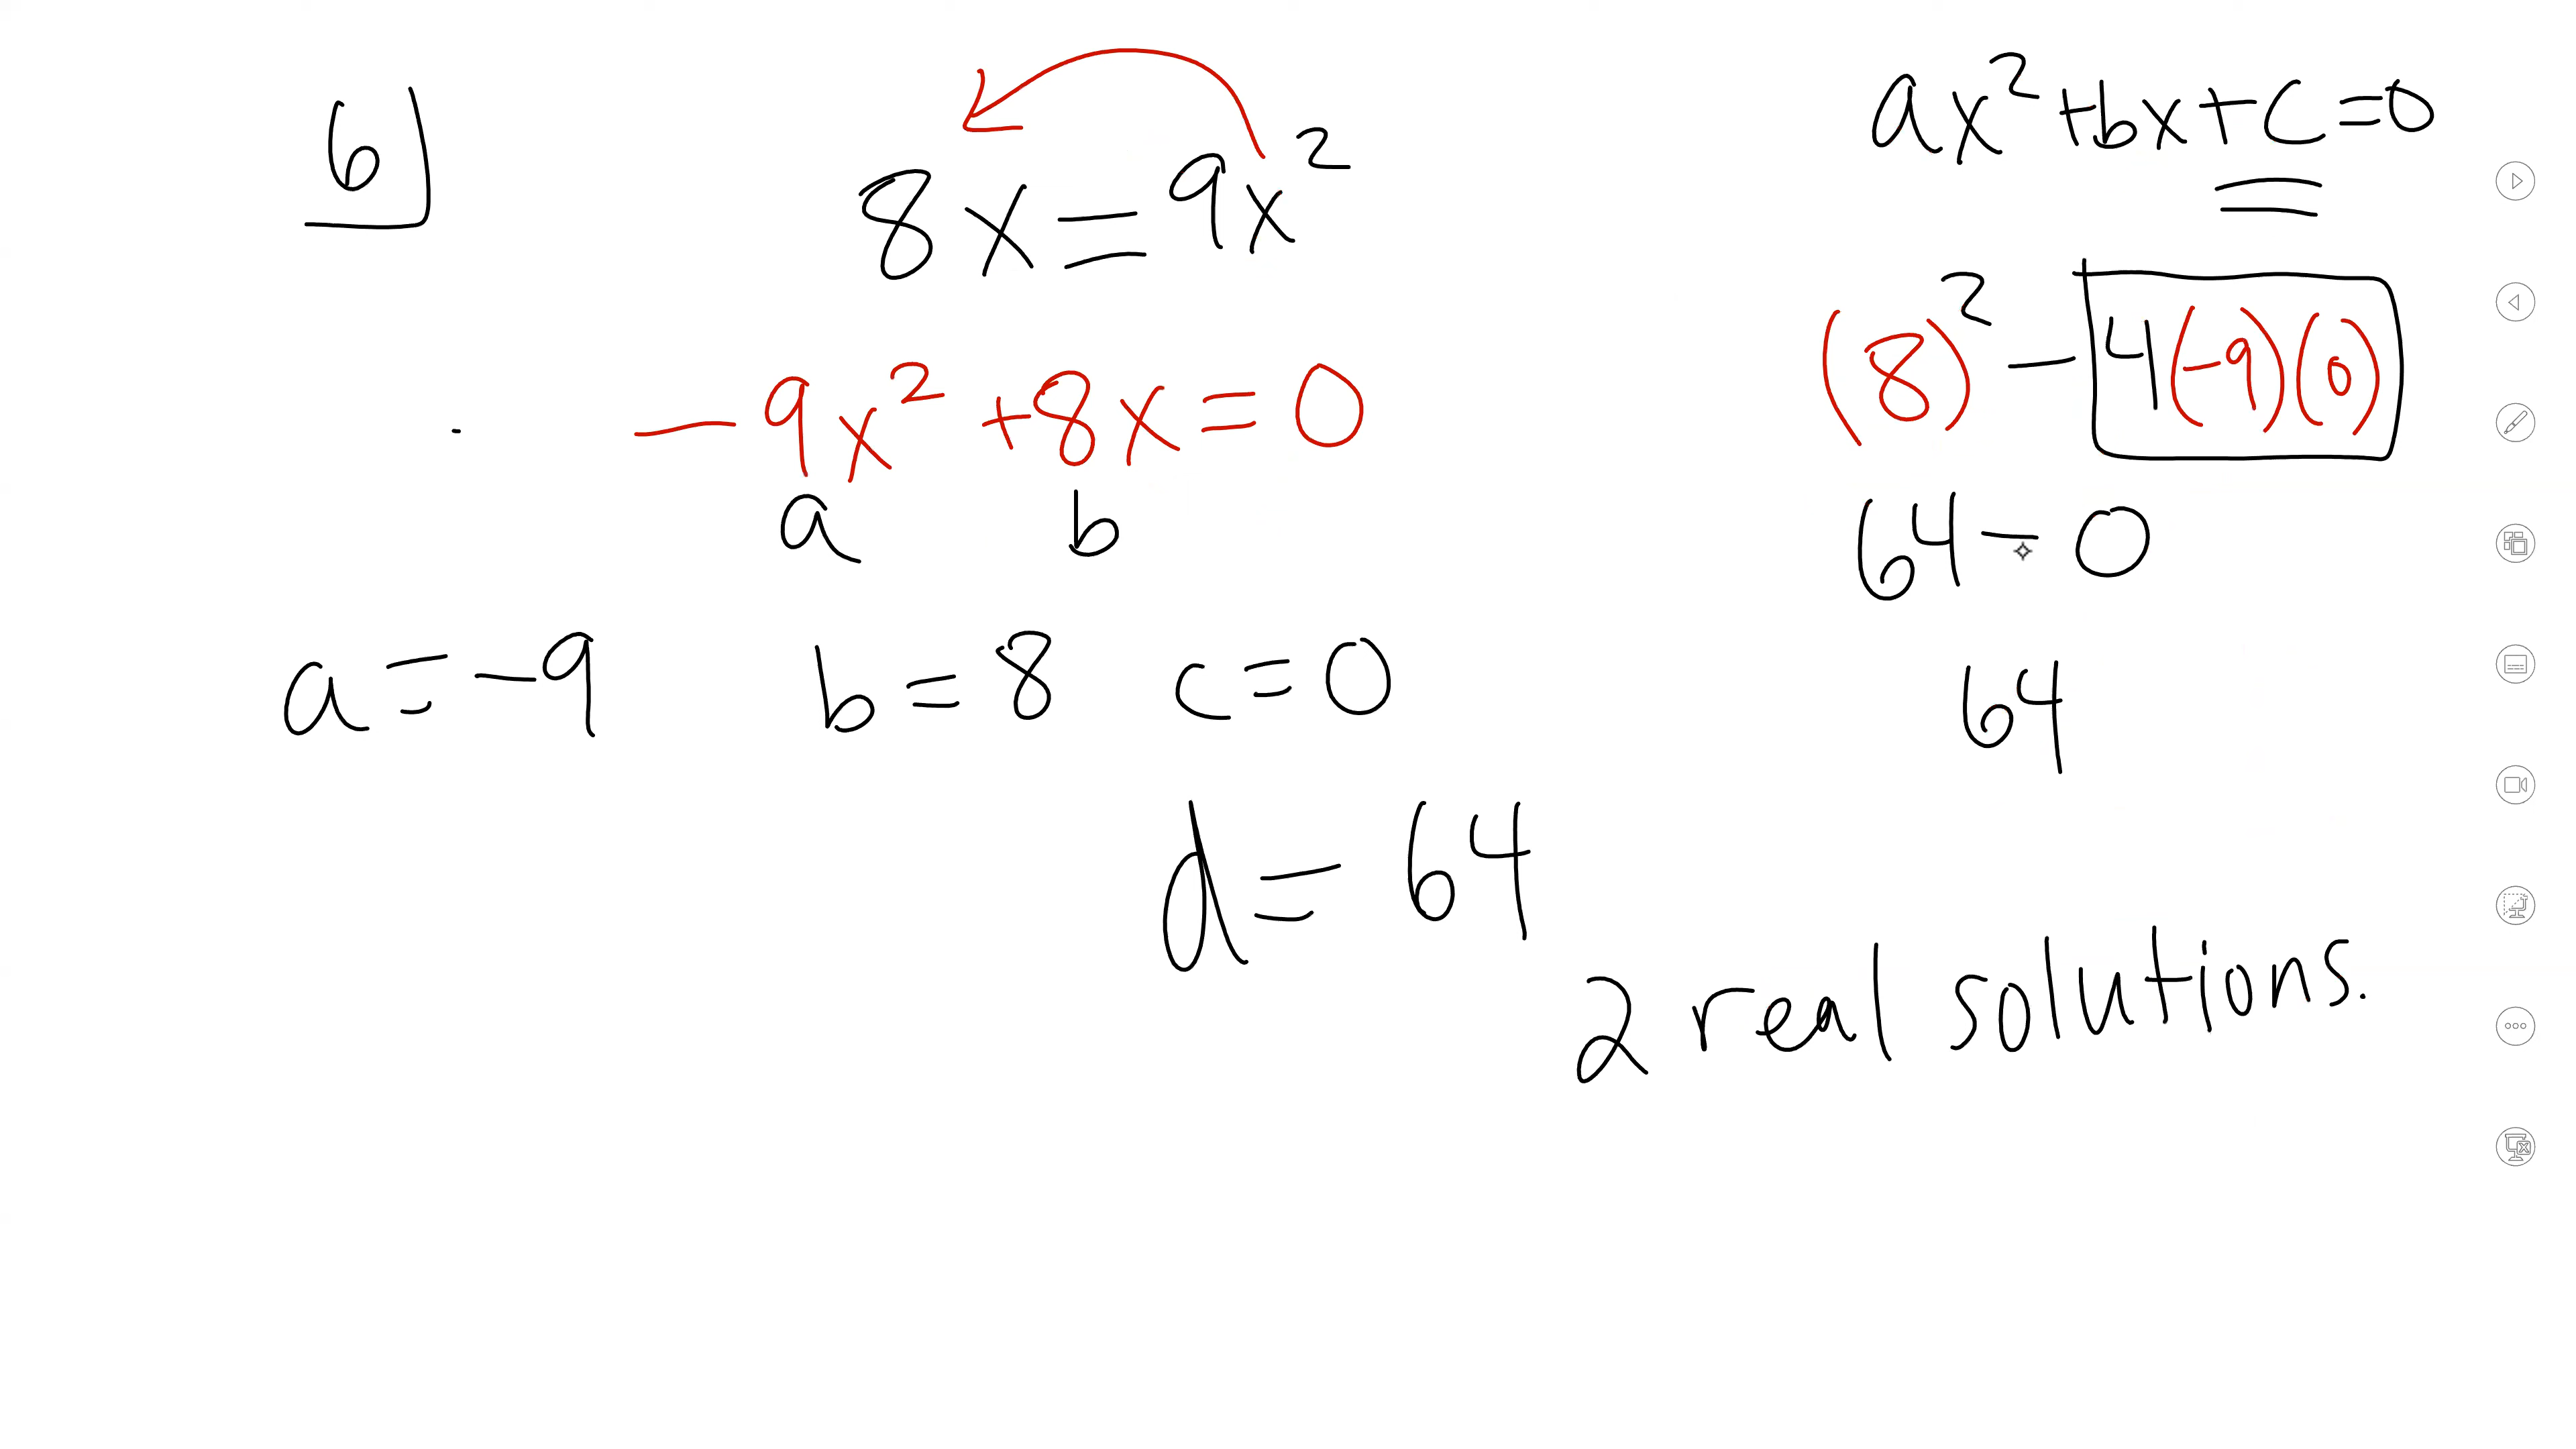 6
8x=9x²
-9x²+8x=0
a b
a=-9 b=8 c=0
ax²+bx+c=0
(8)²-4(-9)(0)
64-0
64
d=64
2 real solutions.